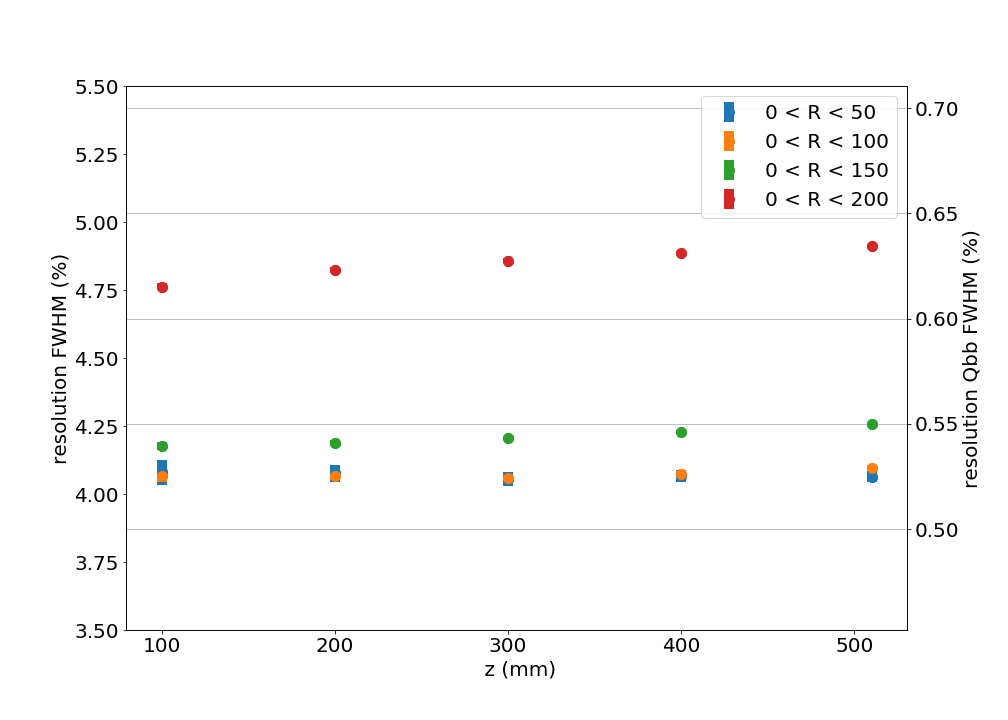 0 < R < 50
0 < R < 100
0 < R < 150
0 < R < 200
resolution FWHM (%)
5.50
5.25
5.00
4.75
4.50
4.25
4.00
3.75
3.50
100 200 300 400 500
z (mm)
0.70
0.65
0.60
0.55
0.50
resolution Qbb FWHM (%)